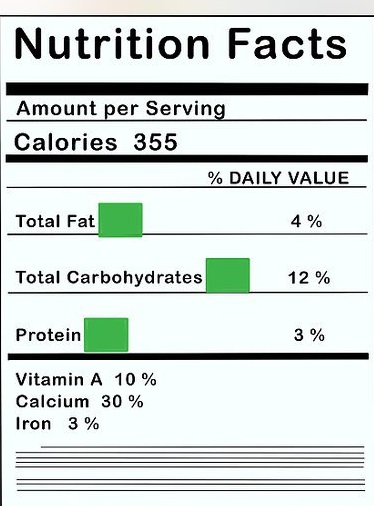 Nutrition Facts
Amount per Serving
Calories 355
% DAILY VALUE
Total Fat 4 %
Total Carbohydrates 12 %
Protein 3 %
Vitamin A 10 %
Calcium 30 %
Iron 3 %